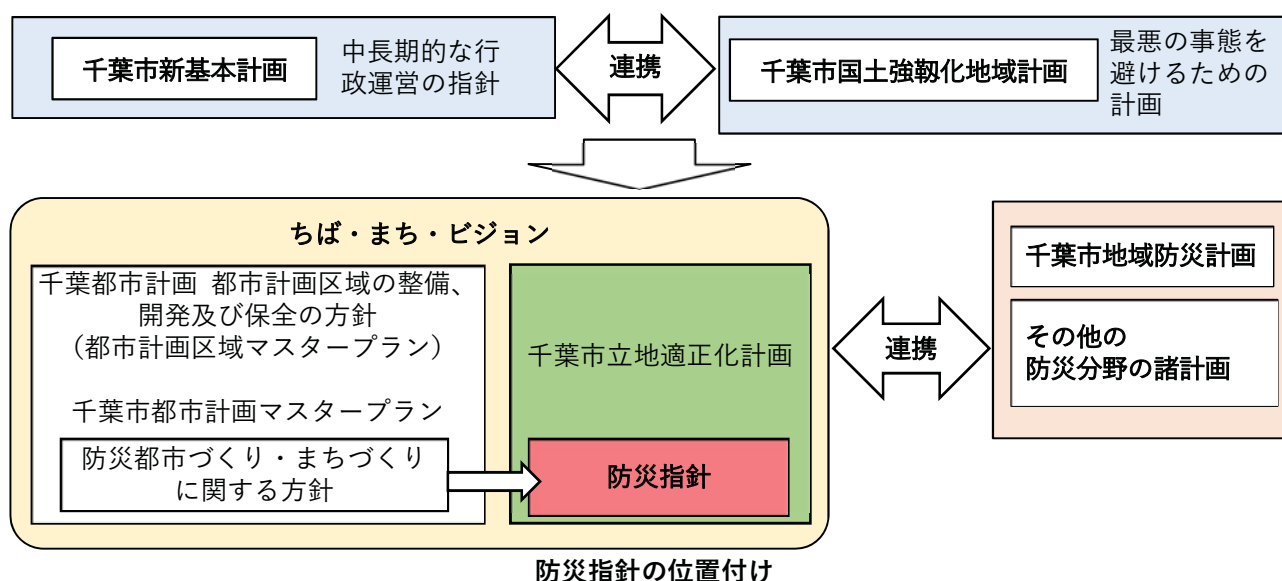 千葉市新基本計画
中長期的な行
政運営の指針
連携
千葉市国土強靱化地域計画
最悪の事態を
避けるための
計画
ちば・まち・ビジョン
千葉都市計画 都市計画区域の整備、
開発及び保全の方針
（都市計画区域マスタープラン）
千葉市都市計画マスタープラン
防災都市づくり・まちづくり
に関する方針
千葉市立地適正化計画
防災指針
連携
千葉市地域防災計画
その他の
防災分野の諸計画
防災指針の位置付け